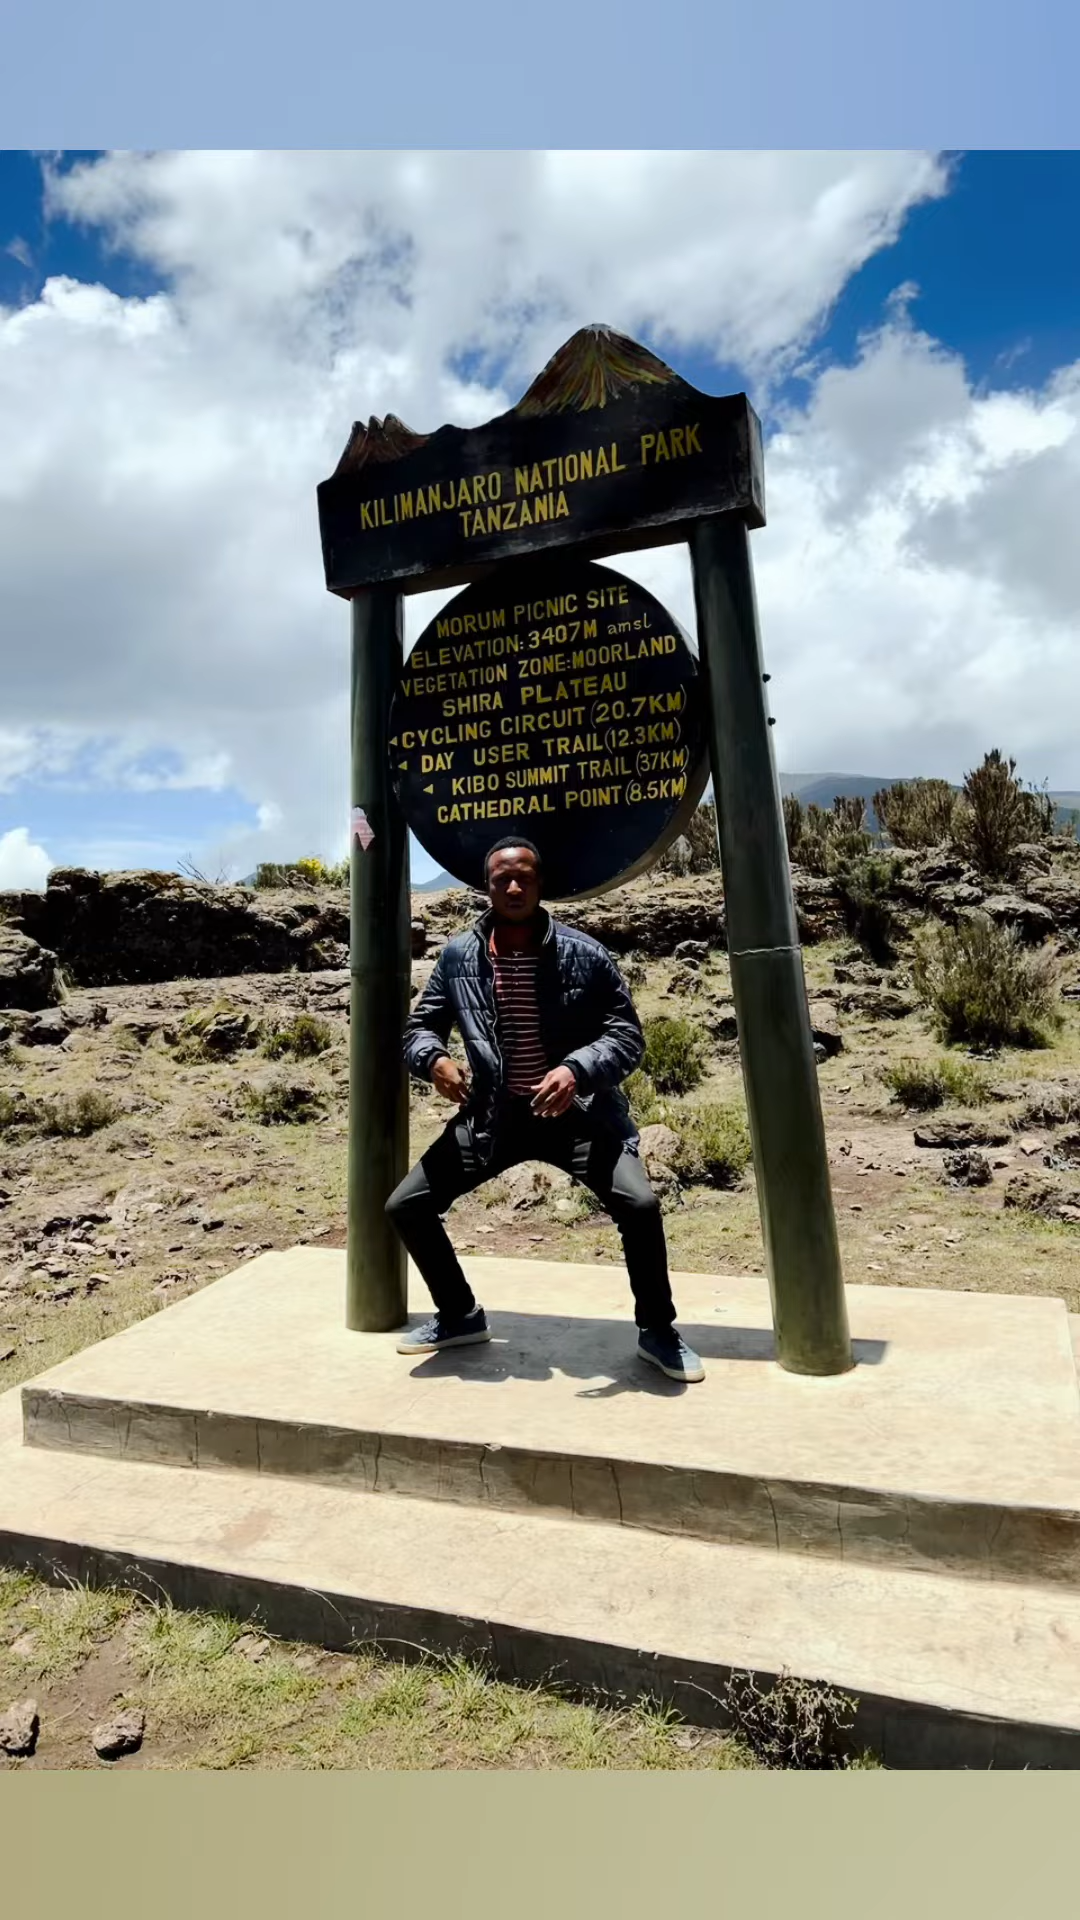 KILIMANJARO NATIONAL PARK
TANZANIA
MORUM PICNIC SITE
ELEVATION: 3407M amsl
VEGETATION ZONE:MOORLAND
SHIRA PLATEAU
CYCLING CIRCUIT (20.7KM)
DAY USER TRAIL (12.3KM)
KIBO SUMMIT TRAIL (37KM)
CATHEDRAL POINT (8.5KM)